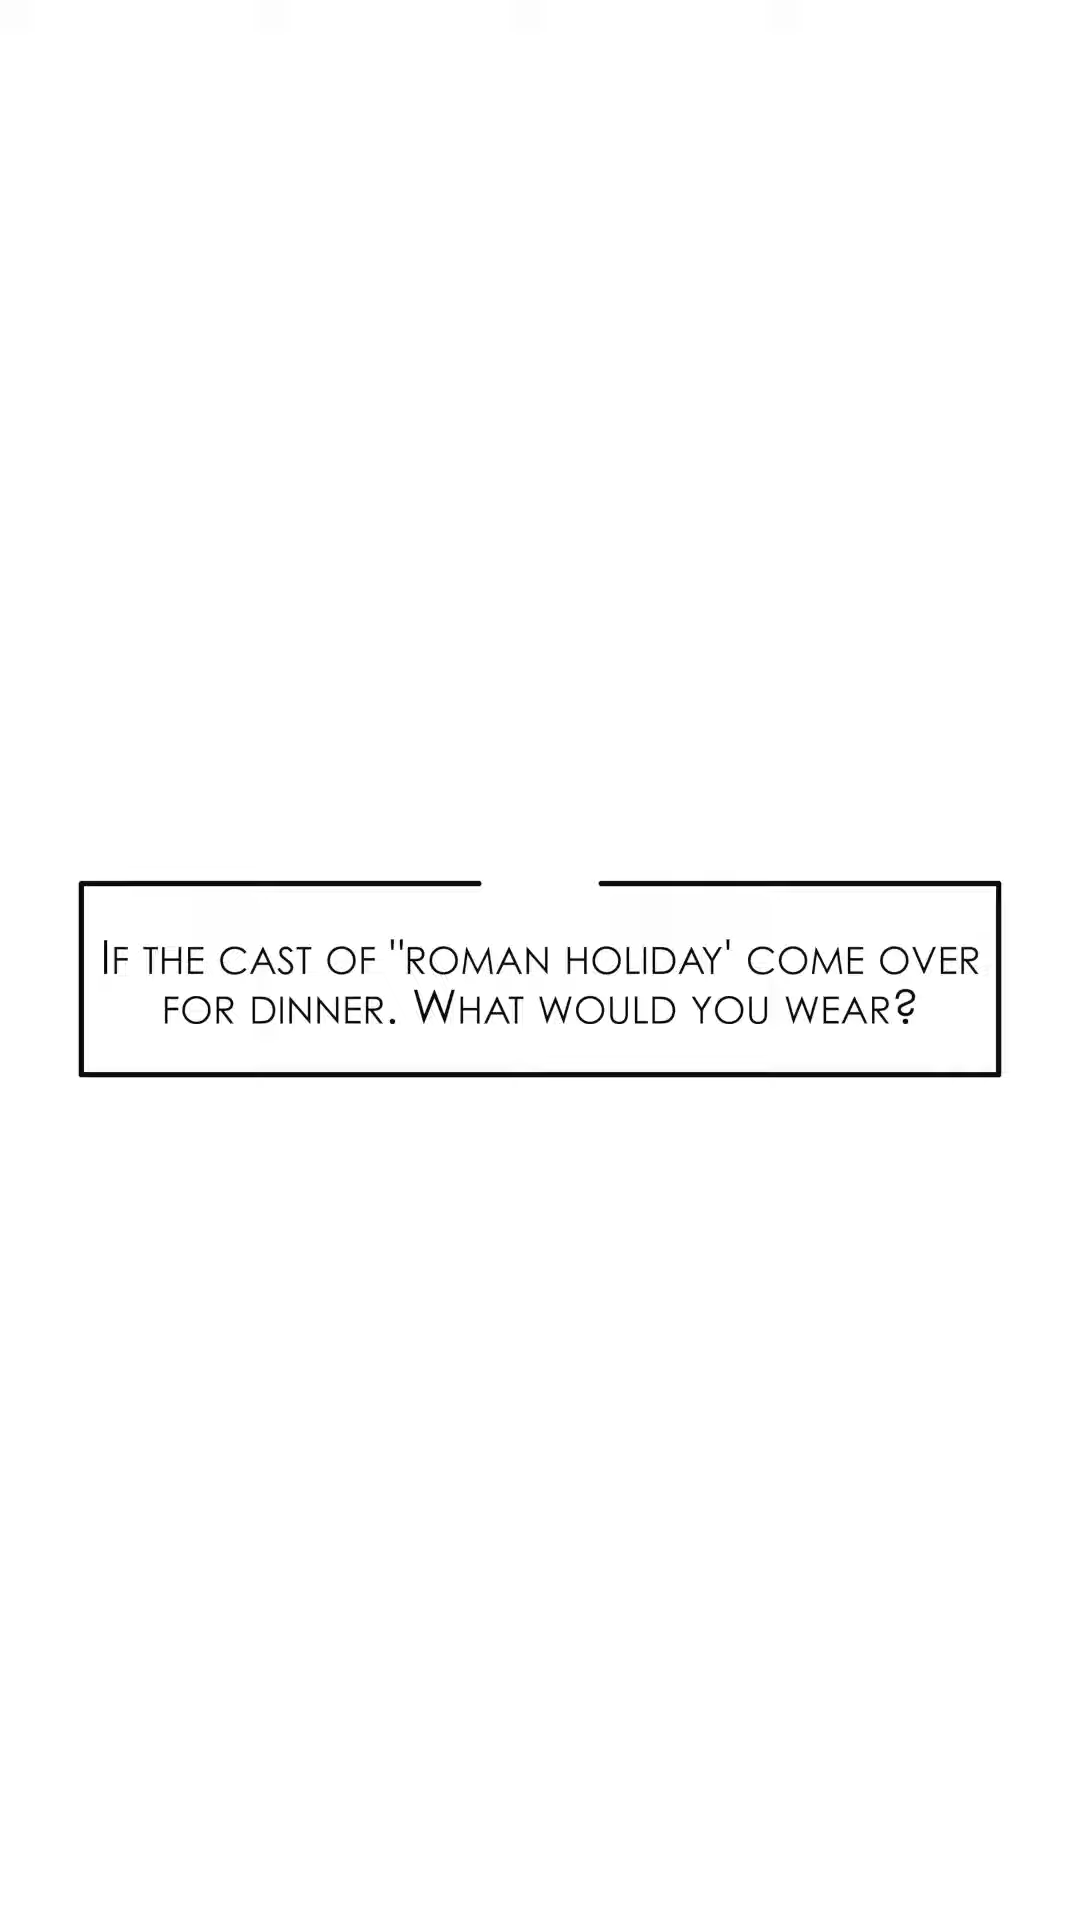 If the cast of "roman holiday' come over
for dinner. What would you wear?